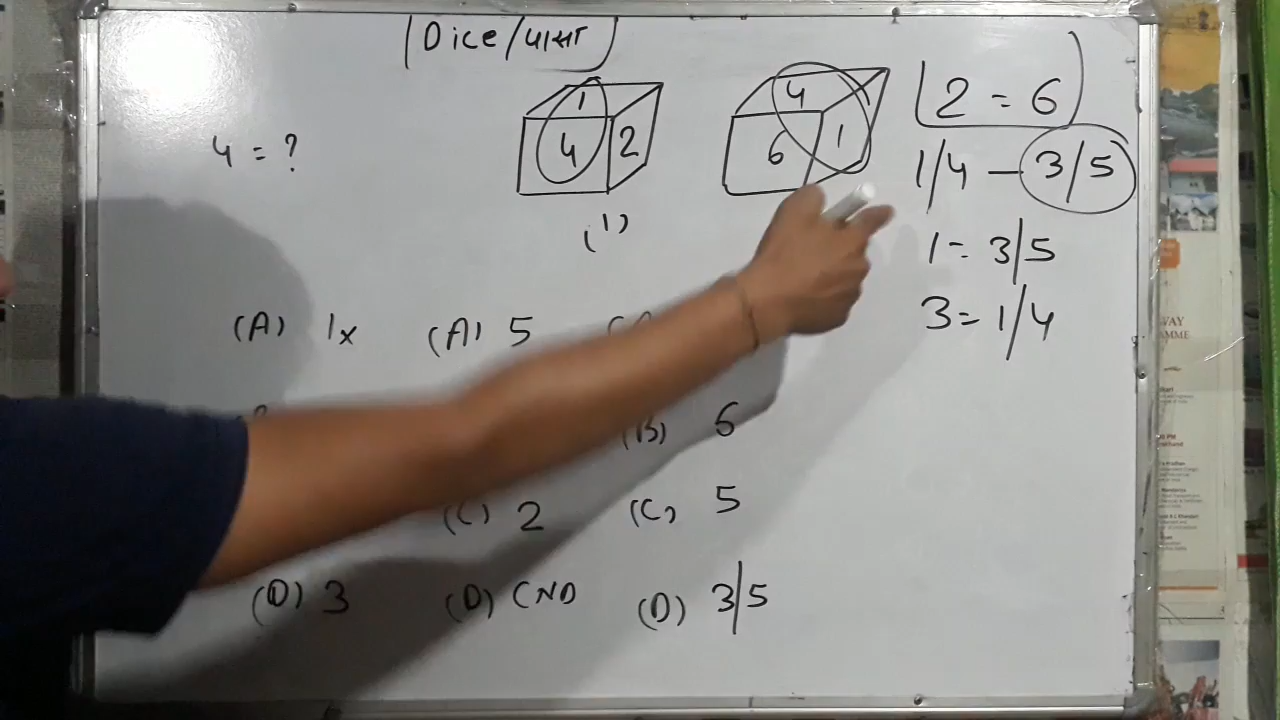 Dice/पासा
4 = ?
1
4
2
(1)
4
6
1
2 = 6
1/4 – 3/5
1 = 3/5
3 = 1/4
(A) 1x
(A) 5
(B) 6
(C) 2
(C) 5
(D) 3
(D) CND
(D) 3/5